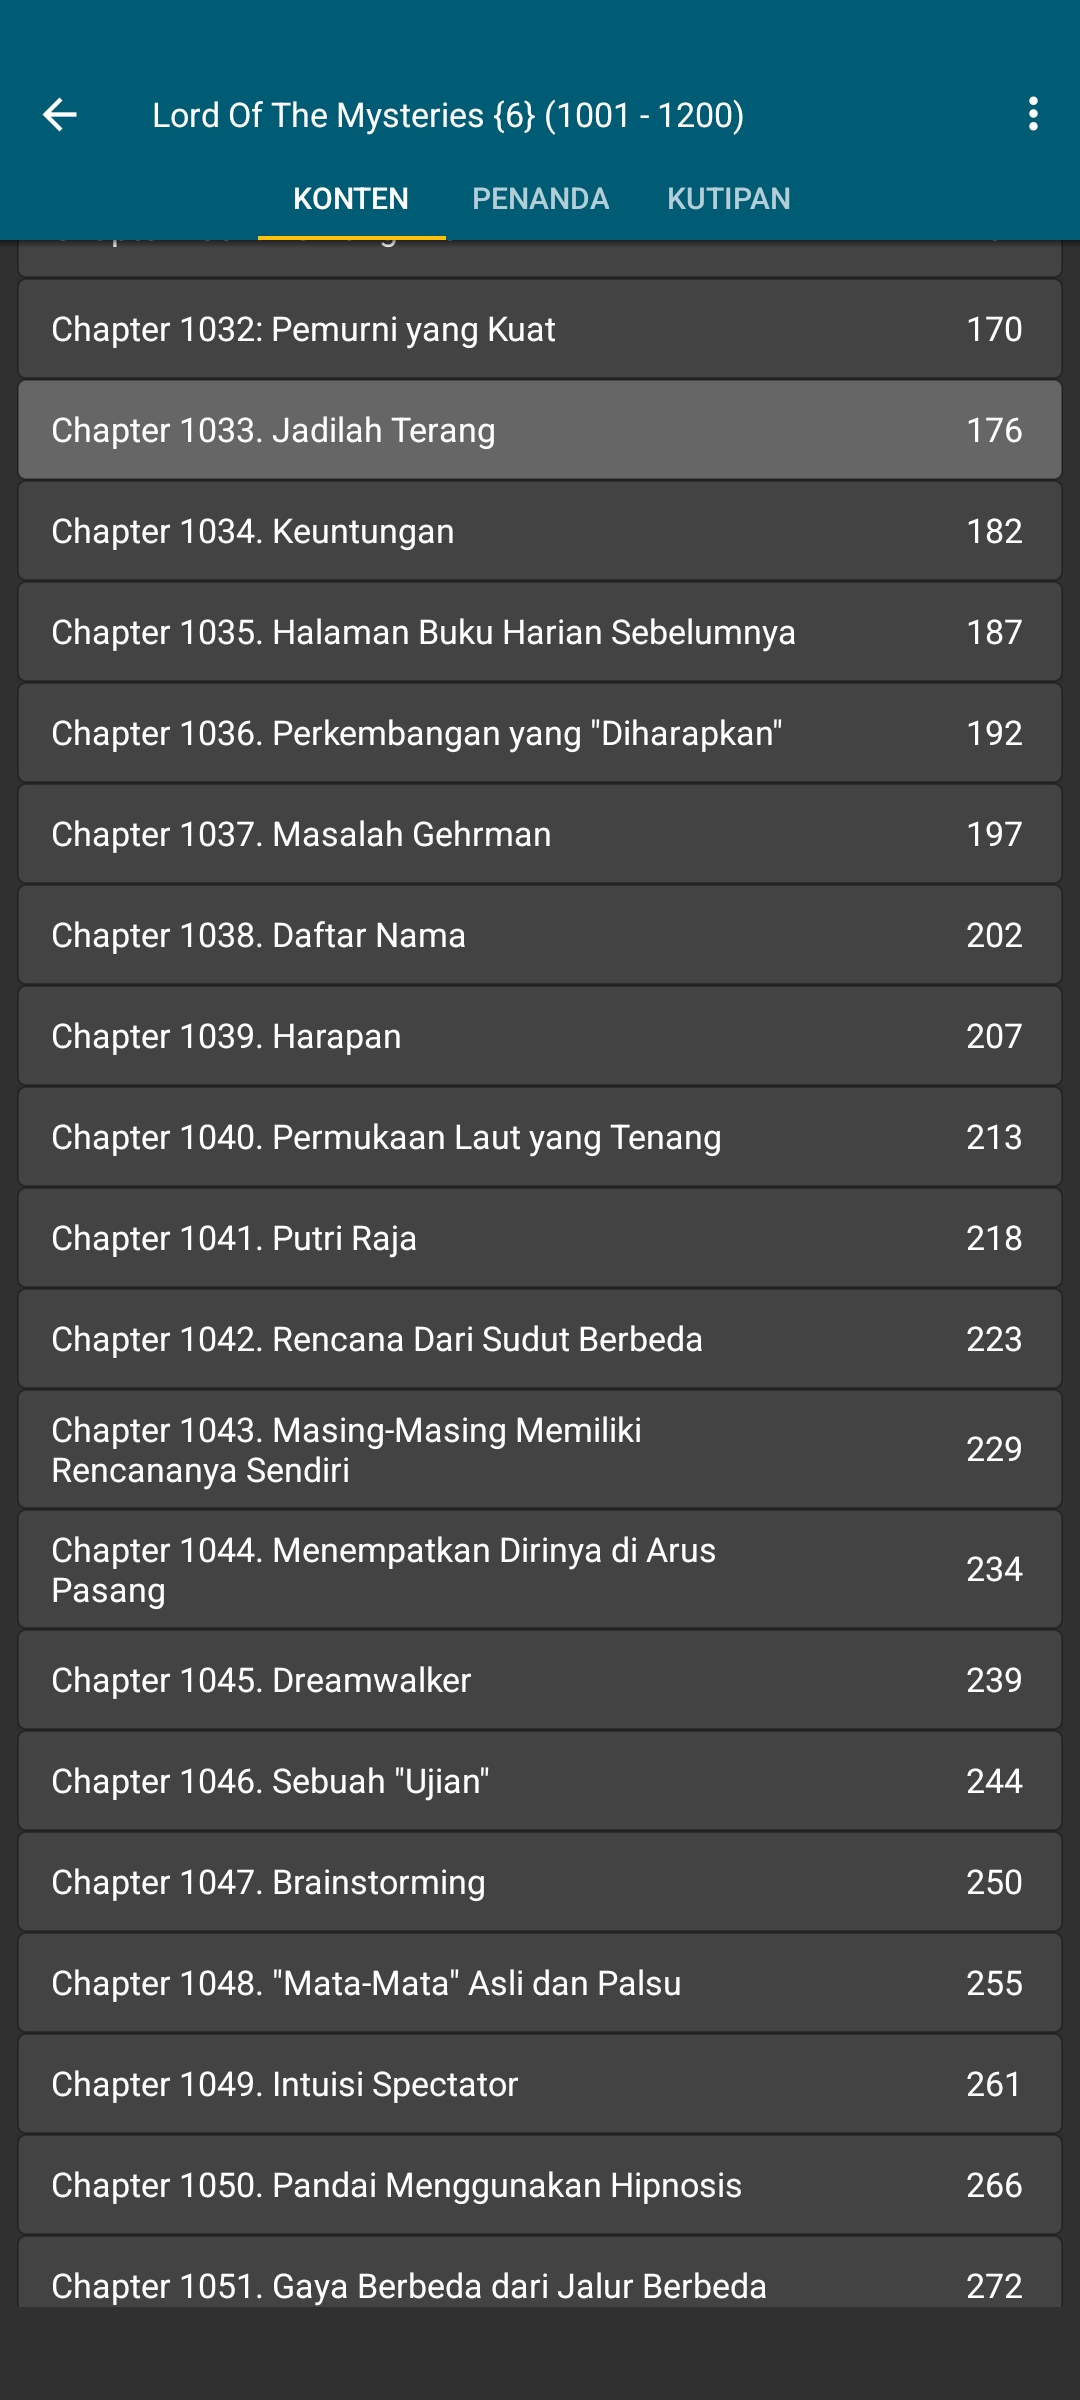 Lord Of The Mysteries {6} (1001 - 1200)
KONTEN PENANDA KUTIPAN
Chapter 1032: Pemurni yang Kuat 170
Chapter 1033. Jadilah Terang 176
Chapter 1034. Keuntungan 182
Chapter 1035. Halaman Buku Harian Sebelumnya 187
Chapter 1036. Perkembangan yang "Diharapkan" 192
Chapter 1037. Masalah Gehrman 197
Chapter 1038. Daftar Nama 202
Chapter 1039. Harapan 207
Chapter 1040. Permukaan Laut yang Tenang 213
Chapter 1041. Putri Raja 218
Chapter 1042. Rencana Dari Sudut Berbeda 223
Chapter 1043. Masing-Masing Memiliki
Rencananya Sendiri 229
Chapter 1044. Menempatkan Dirinya di Arus
Pasang 234
Chapter 1045. Dreamwalker 239
Chapter 1046. Sebuah "Ujian" 244
Chapter 1047. Brainstorming 250
Chapter 1048. "Mata-Mata" Asli dan Palsu 255
Chapter 1049. Intuisi Spectator 261
Chapter 1050. Pandai Menggunakan Hipnosis 266
Chapter 1051. Gaya Berbeda dari Jalur Berbeda 272